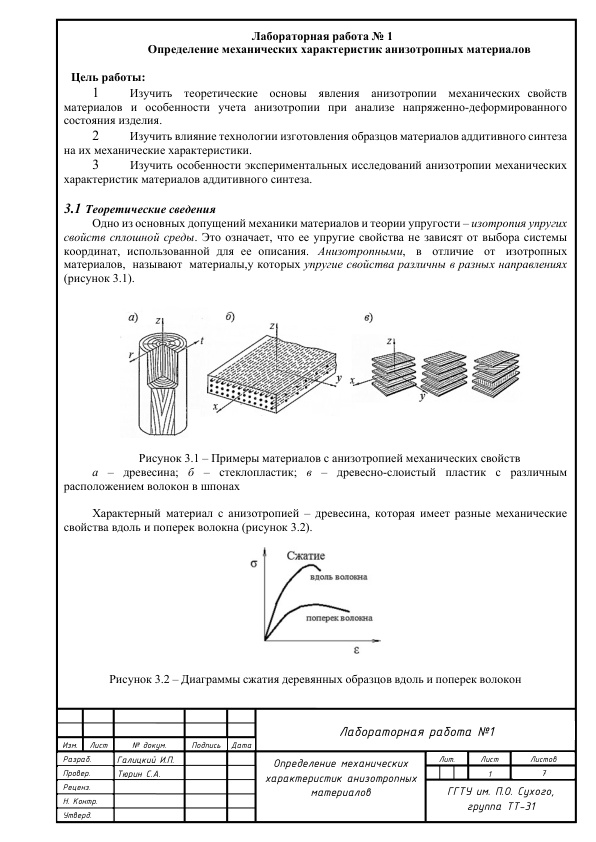 Лабораторная работа № 1
Определение механических характеристик анизотропных материалов
Цель работы:
1 Изучить теоретические основы явления анизотропии механических свойств
материалов и особенности учета анизотропии при анализе напряженно-деформированного
состояния изделия.
2 Изучить влияние технологии изготовления образцов материалов аддитивного синтеза
на их механические характеристики.
3 Изучить особенности экспериментальных исследований анизотропии механических
характеристик материалов аддитивного синтеза.
3.1 Теоретические сведения
Одно из основных допущений механики материалов и теории упругости – изотропия упругих
свойств сплошной среды. Это означает, что ее упругие свойства не зависят от выбора системы
координат, использованной для ее описания. Анизотропными, в отличие от изотропных
материалов, называют материалы,у которых упругие свойства различны в разных направлениях
(рисунок 3.1).
а) z r t
б) z y x
в) z x y
Рисунок 3.1 – Примеры материалов с анизотропией механических свойств
а – древесина; б – стеклопластик; в – древесно-слоистый пластик с различным
расположением волокон в шпонах
Характерный материал с анизотропией – древесина, которая имеет разные механические
свойства вдоль и поперек волокна (рисунок 3.2).
σ
Сжатие
вдоль волокна
поперек волокна
ε
Рисунок 3.2 – Диаграммы сжатия деревянных образцов вдоль и поперек волокон
Лабораторная работа №1
Изм. Лист № докум. Подпись Дата
Разраб. Галицкий И.П.
Провер. Тюрин С.А.
Реценз.
Н. Контр.
Утверд.
Определение механических
характеристик анизотропных
материалов
Лит. Лист Листов
1 7
ГГТУ им. П.О. Сухого,
группа ТТ-31